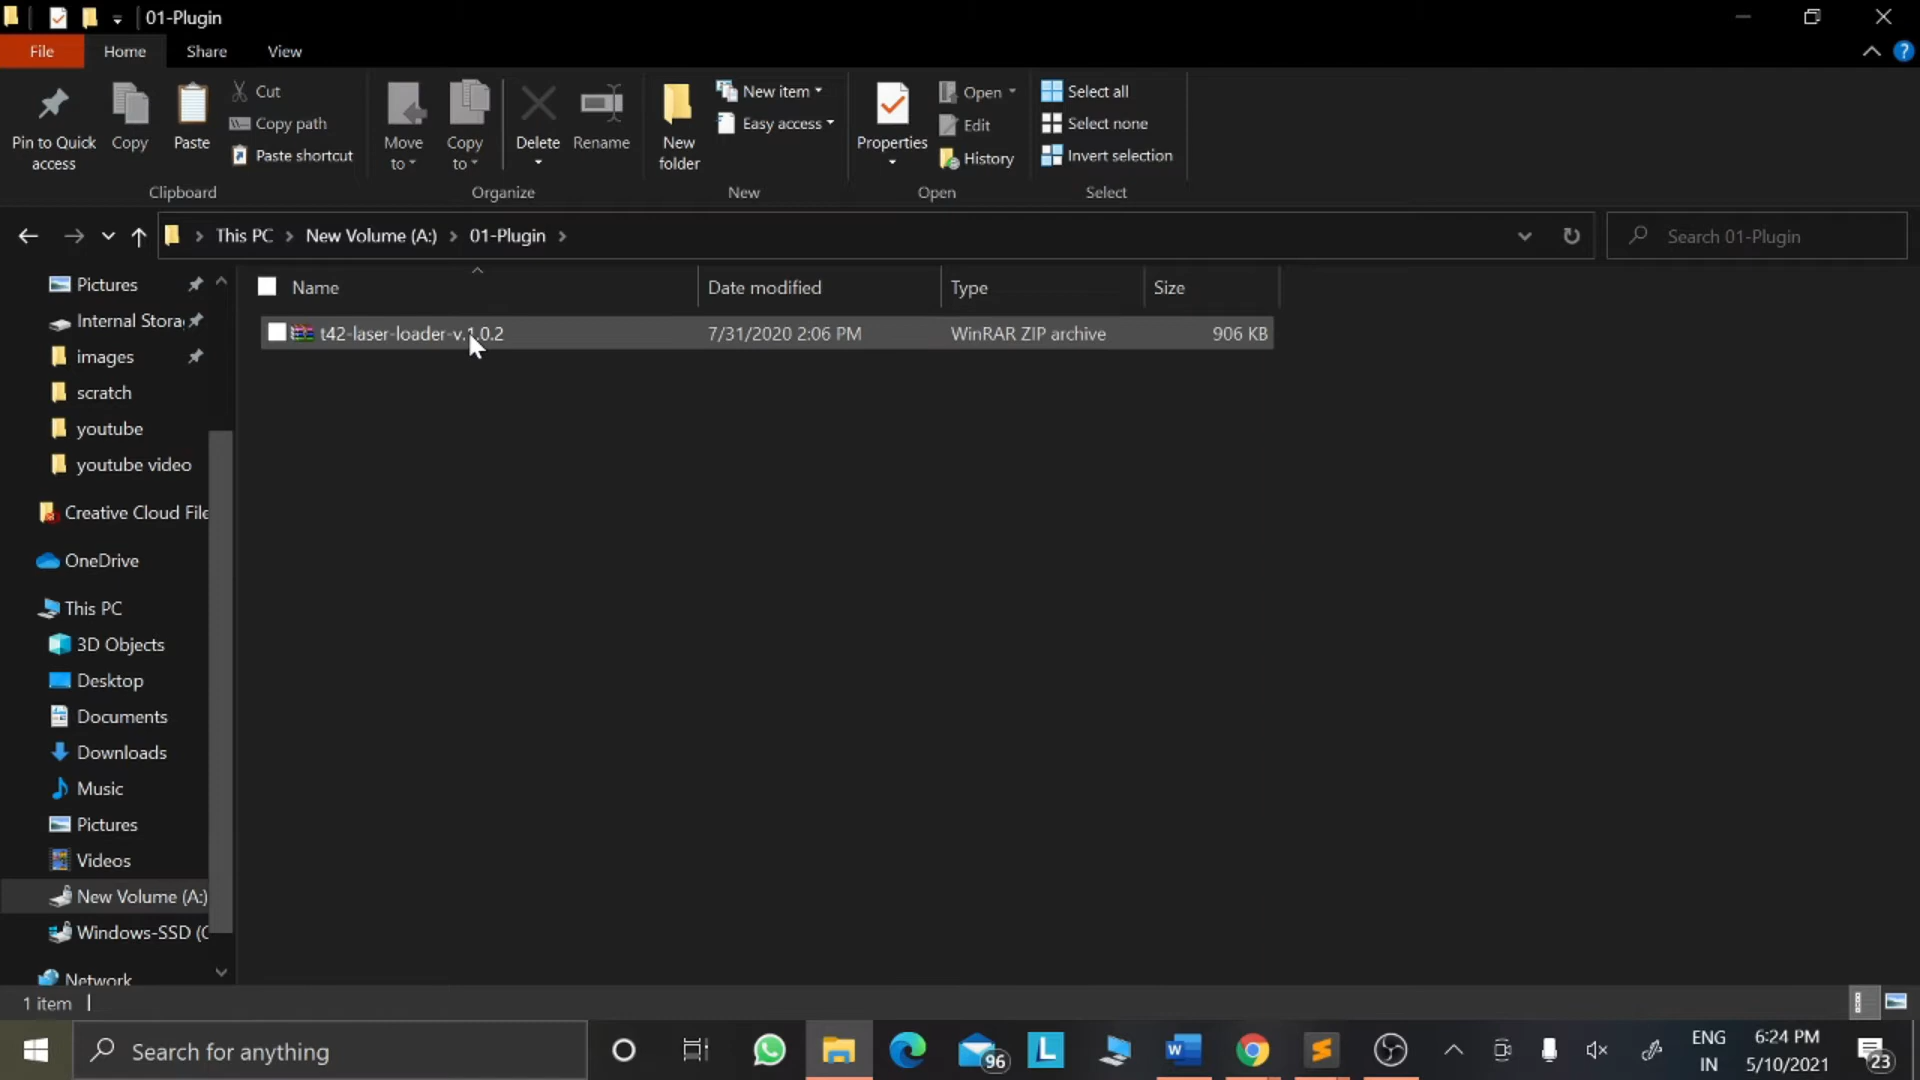 01-Plugin
File Home Share View
Pin to Quick access
Copy
Paste
Cut
Copy path
Paste shortcut
Clipboard
Move to
Copy to
Delete
Rename
Organize
New folder
New item
Easy access
New
Properties
Open
Edit
History
Open
Select all
Select none
Invert selection
Select
This PC New Volume (A:) 01-Plugin
Search 01-Plugin
Name Date modified Type Size
t42-laser-loader-v.1.0.2 7/31/2020 2:06 PM WinRAR ZIP archive 906 KB
Pictures
Internal Stora
images
scratch
youtube
youtube video
Creative Cloud File
OneDrive
This PC
3D Objects
Desktop
Documents
Downloads
Music
Pictures
Videos
New Volume (A:)
Windows-SSD (C
Network
1 item
Search for anything
96
ENG
IN
6:24 PM
5/10/2021
23